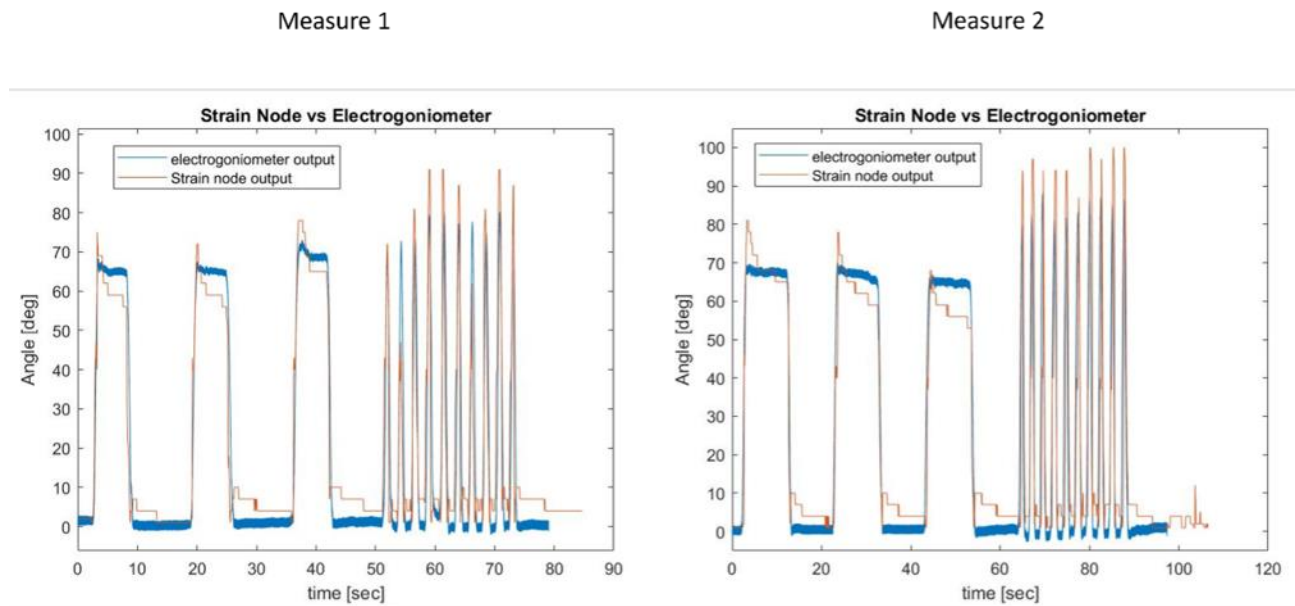 Measure 1
Measure 2
Strain Node vs Electrogoniometer
electrogoniometer output
Strain node output
Angle [deg]
100
90
80
70
60
50
40
30
20
10
0
0 10 20 30 40 50 60 70 80 90
time [sec]
Strain Node vs Electrogoniometer
electrogoniometer output
Strain node output
Angle [deg]
100
90
80
70
60
50
40
30
20
10
0
0 20 40 60 80 100 120
time [sec]